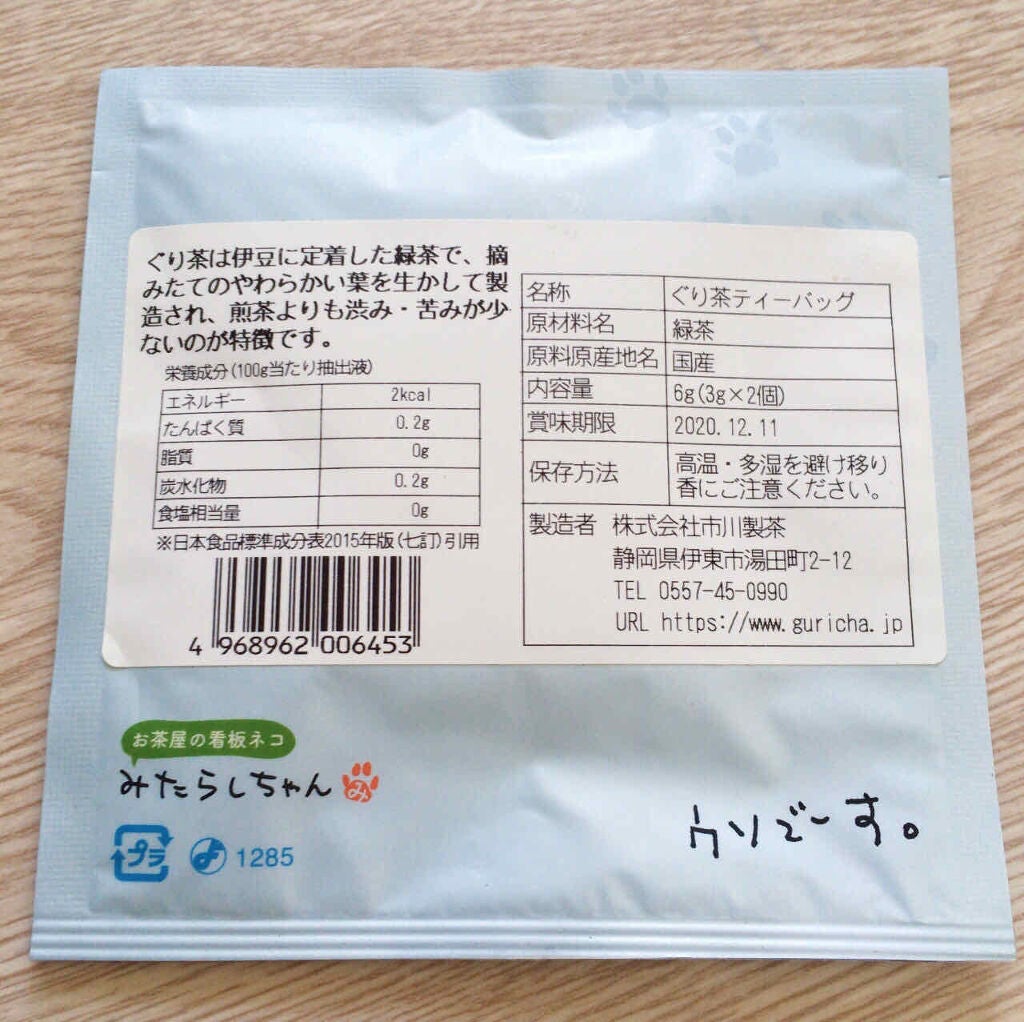 ぐり茶は伊豆に定着した緑茶で、摘
みたてのやわらかい葉を生かして製
造され、煎茶よりも渋み・苦みが少
ないのが特徴です。
栄養成分(100g当たり抽出液)
エネルギー 2kcal
たんぱく質 0.2g
脂質 0g
炭水化物 0.2g
食塩相当量 0g
※日本食品標準成分表2015年版(七訂)引用
4 968962 006453
名称 ぐり茶ティーバッグ
原材料名 緑茶
原料原産地名 国産
内容量 6g(3g×2個)
賞味期限 2020.12.11
保存方法 高温・多湿を避け移り
香にご注意ください。
製造者 株式会社市川製茶
静岡県伊東市湯田町2-12
TEL 0557-45-0990
URL https://www.guricha.jp
お茶屋の看板ネコ
みたらしちゃん み
プラ 1285
ウソでーす。